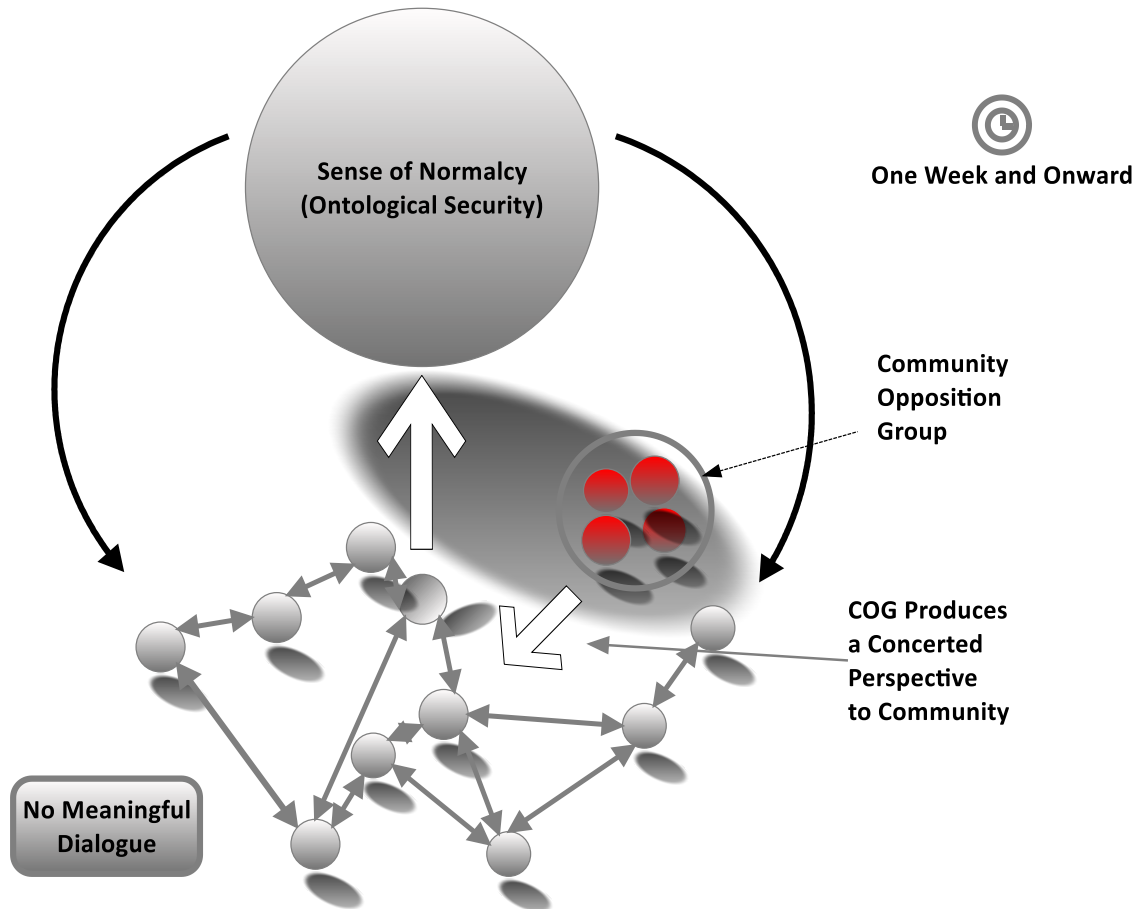 Sense of Normalcy
(Ontological Security)
One Week and Onward
Community
Opposition
Group
COG Produces
a Concerted
Perspective
to Community
No Meaningful
Dialogue